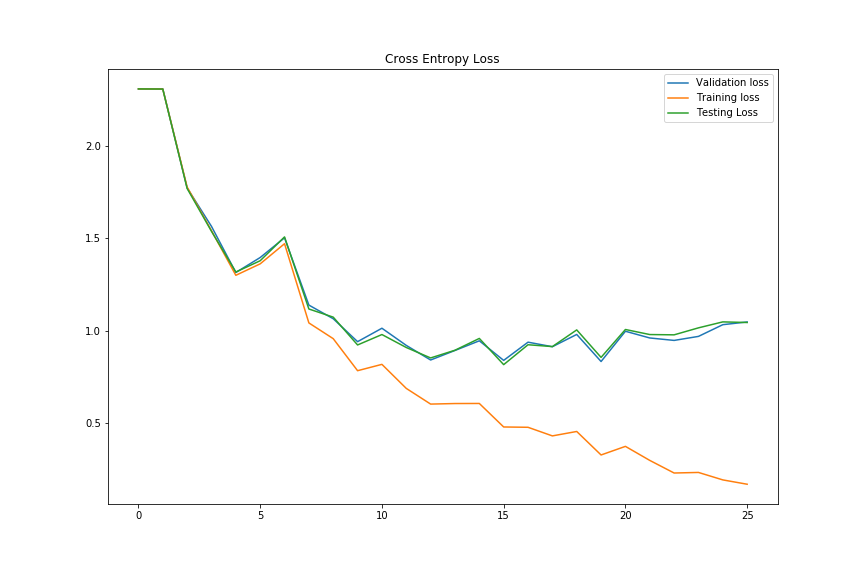 Cross Entropy Loss
Validation loss
Training loss
Testing Loss
2.0
1.5
1.0
0.5
0 5 10 15 20 25